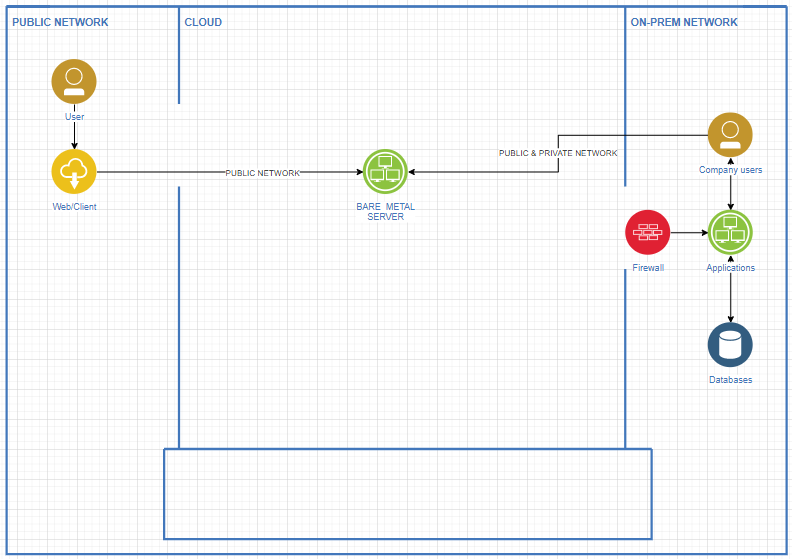 PUBLIC NETWORK
CLOUD
ON-PREM NETWORK
User
Web/Client
PUBLIC NETWORK
BARE METAL
SERVER
PUBLIC & PRIVATE NETWORK
Company users
Firewall
Applications
Databases